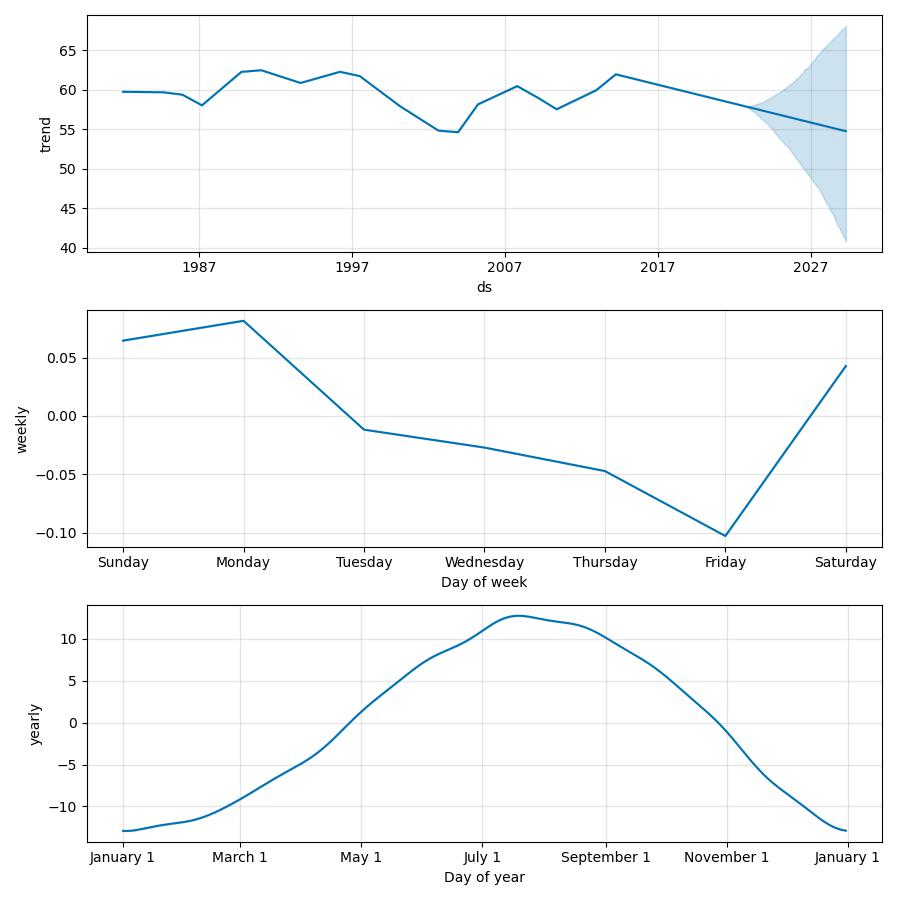 65
60
55
50
45
40
trend
1987 1997 2007 2017 2027
ds
0.05
0.00
−0.05
−0.10
weekly
Sunday Monday Tuesday Wednesday Thursday Friday Saturday
Day of week
10
5
0
−5
−10
yearly
January 1 March 1 May 1 July 1 September 1 November 1 January 1
Day of year